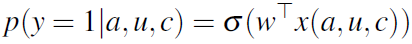 p(y = 1|a, u, c) = σ(w⊤x(a, u, c))